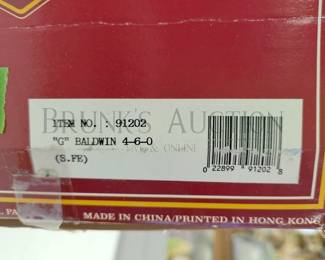 ITEM NO. : 91202
BRUNK'S AUCTION
"G" BALDWIN 4-6-0
& ONLINE
(S.FE)
0 22899 91202 8
MADE IN CHINA/PRINTED IN HONG KONG